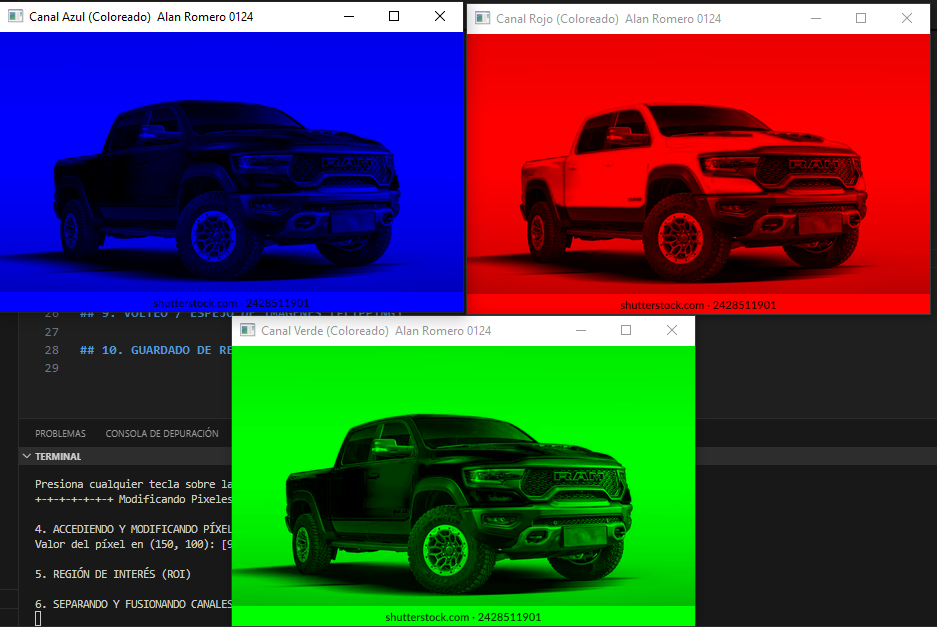 Canal Azul (Coloreado) Alan Romero 0124
Canal Rojo (Coloreado) Alan Romero 0124
RAM
RAM
shutterstock.com · 2428511901
shutterstock.com · 2428511901
26 ## 9. VOLTEO / ESPEJO DE IMÁGENES (FLIPPING)
27
28 ## 10. GUARDADO DE RE
29
Canal Verde (Coloreado) Alan Romero 0124
RAM
shutterstock.com · 2428511901
PROBLEMAS CONSOLA DE DEPURACIÓN
TERMINAL
Presiona cualquier tecla sobre la
+-+-+-+-+-+-+ Modificando Pixeles
4. ACCEDIENDO Y MODIFICANDO PÍXEL
Valor del píxel en (150, 100): [9
5. REGIÓN DE INTERÉS (ROI)
6. SEPARANDO Y FUSIONANDO CANALES